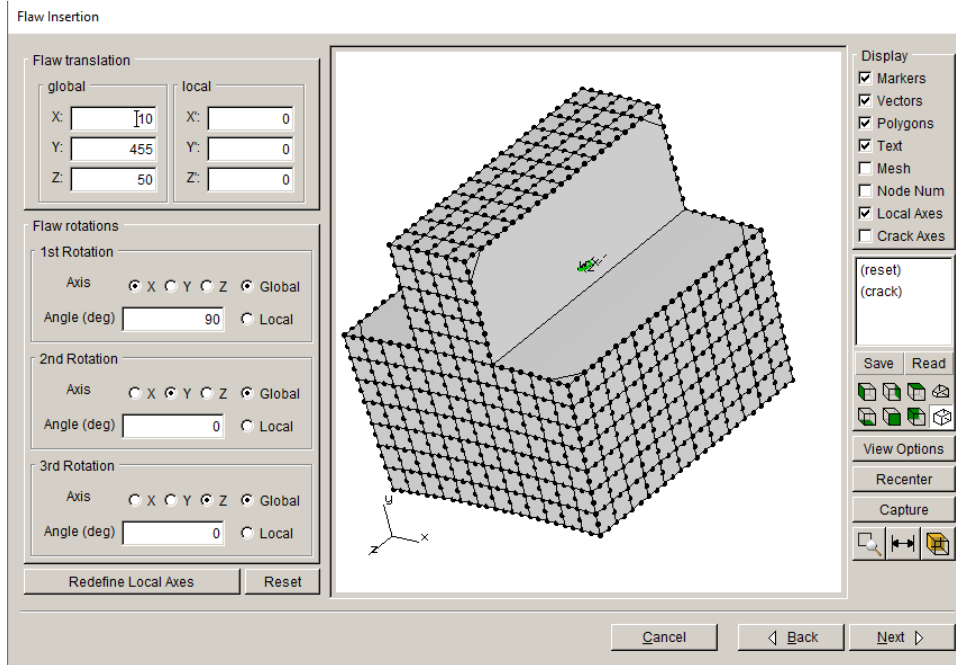 Flaw Insertion
Flaw translation
global
X: 10
Y: 455
Z: 50
local
X': 0
Y': 0
Z': 0
Flaw rotations
1st Rotation
Axis X Y Z Global
Angle (deg) 90 Local
2nd Rotation
Axis X Y Z Global
Angle (deg) 0 Local
3rd Rotation
Axis X Y Z Global
Angle (deg) 0 Local
Redefine Local Axes Reset
y
x
z
Display
Markers
Vectors
Polygons
Text
Mesh
Node Num
Local Axes
Crack Axes
(reset)
(crack)
Save Read
View Options
Recenter
Capture
Cancel Back Next